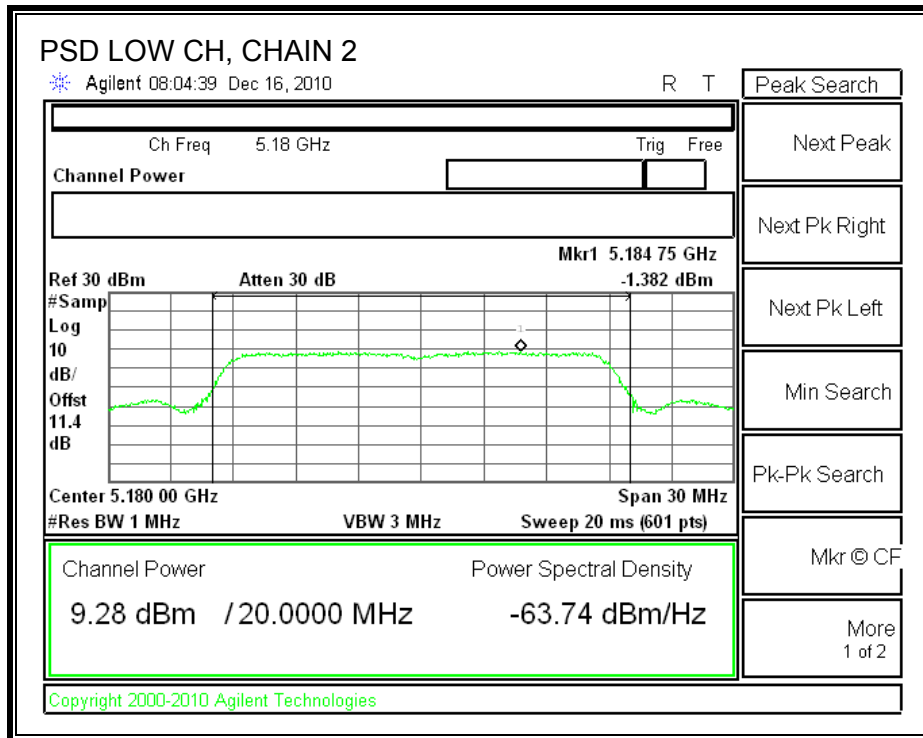 PSD LOW CH, CHAIN 2
Agilent 08:04:39 Dec 16, 2010 R T
Peak Search
Ch Freq 5.18 GHz Trig Free
Channel Power
Mkr1 5.184 75 GHz
Ref 30 dBm Atten 30 dB -1.382 dBm
#Samp
Log
10
dB/
Offst
11.4
dB
1
Center 5.180 00 GHz Span 30 MHz
#Res BW 1 MHz VBW 3 MHz Sweep 20 ms (601 pts)
Channel Power Power Spectral Density
9.28 dBm /20.0000 MHz -63.74 dBm/Hz
Copyright 2000-2010 Agilent Technologies
Next Peak
Next Pk Right
Next Pk Left
Min Search
Pk-Pk Search
Mkr © CF
More
1 of 2